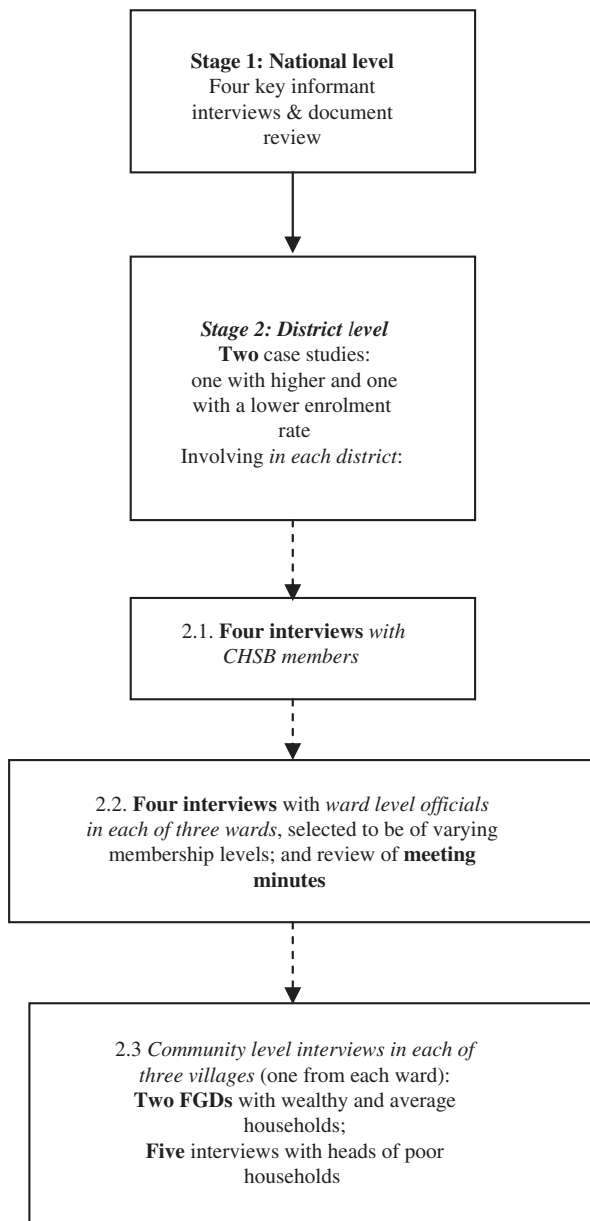 Stage 1: National level
Four key informant
interviews & document
review
Stage 2: District level
Two case studies:
one with higher and one
with a lower enrolment
rate
Involving in each district:
2.1. Four interviews with
CHSB members
2.2. Four interviews with ward level officials
in each of three wards, selected to be of varying
membership levels; and review of meeting
minutes
2.3 Community level interviews in each of
three villages (one from each ward):
Two FGDs with wealthy and average
households;
Five interviews with heads of poor
households